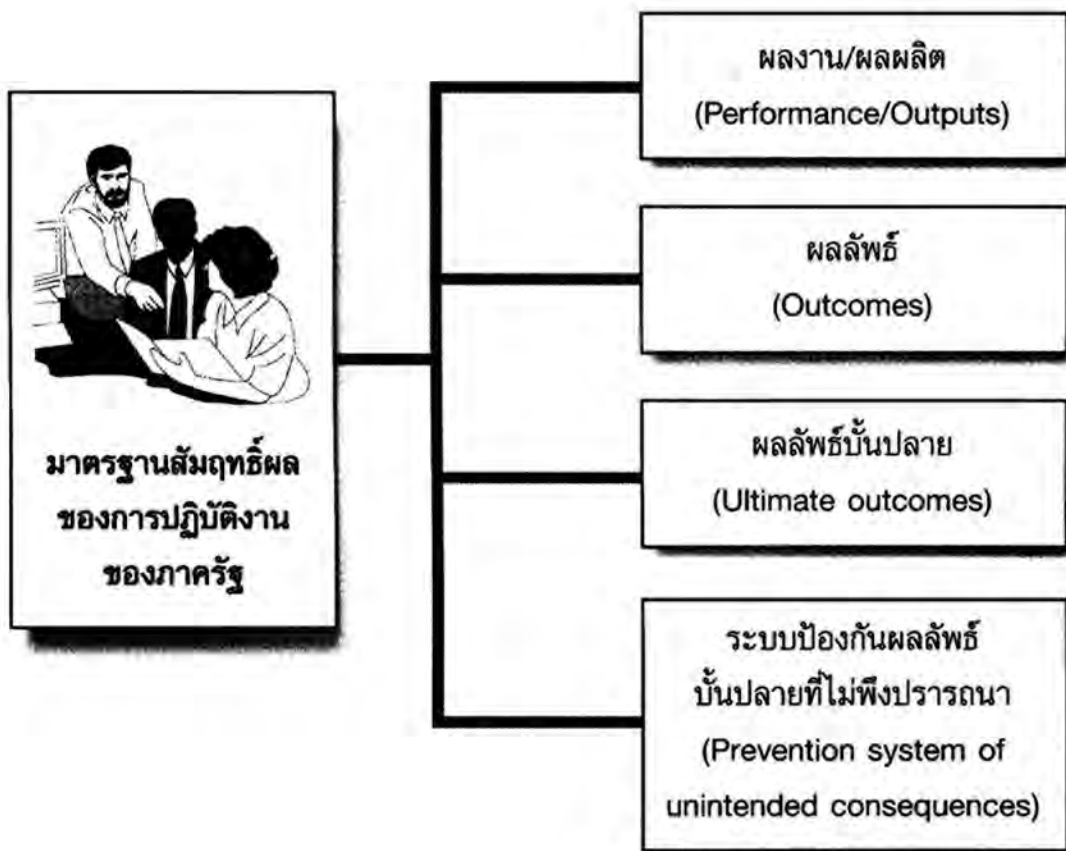 ผลงาน/ผลผลิต
(Performance/Outputs)
ผลลัพธ์
(Outcomes)
ผลลัพธ์บั้นปลาย
(Ultimate outcomes)
ระบบป้องกันผลลัพธ์
บั้นปลายที่ไม่พึงปรารถนา
(Prevention system of
unintended consequences)
มาตรฐานสัมฤทธิ์ผล
ของการปฏิบัติงาน
ของภาครัฐ